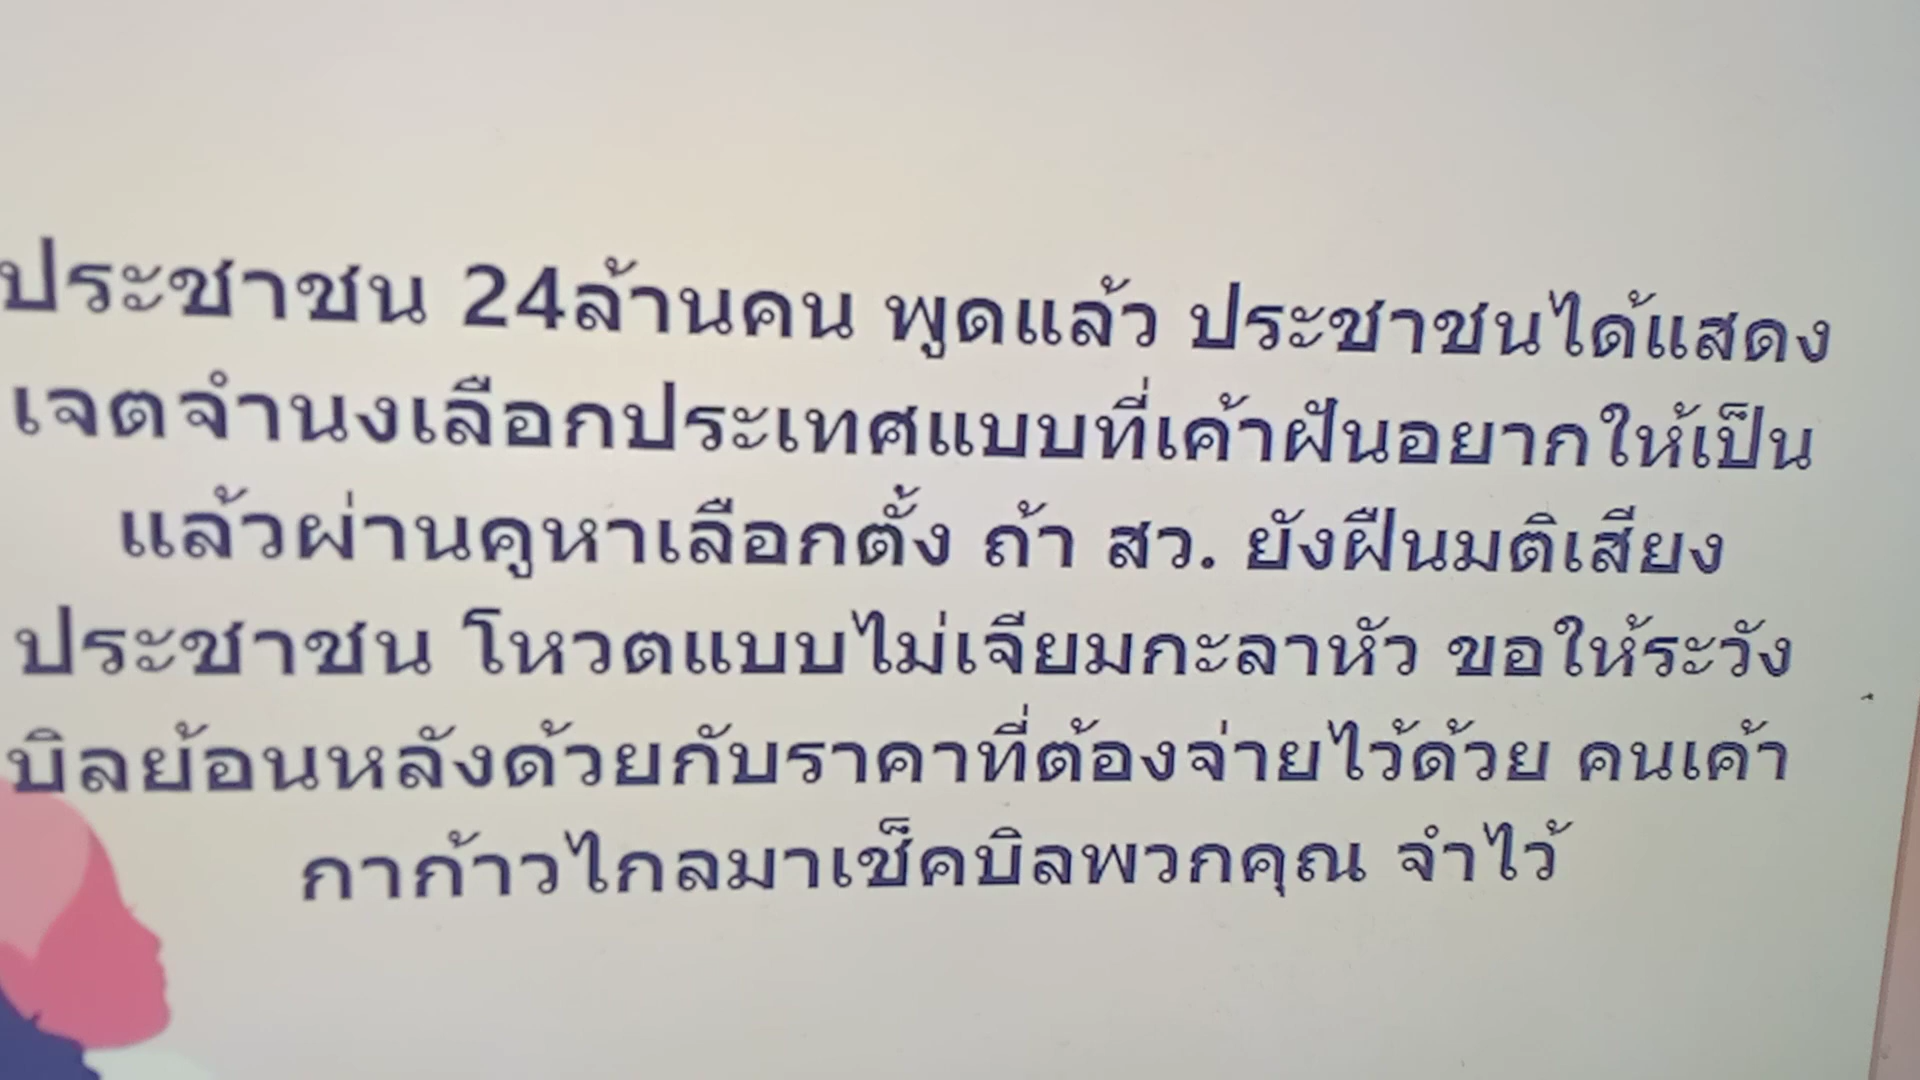 ประชาชน 24ล้านคน พูดแล้ว ประชาชนได้แสดง
เจตจำนงเลือกประเทศแบบที่เค้าฝันอยากให้เป็น
แล้วผ่านคูหาเลือกตั้ง ถ้า สว. ยังฝืนมติเสียง
ประชาชน โหวตแบบไม่เจียมกะลาหัว ขอให้ระวัง
บิลย้อนหลังด้วยกับราคาที่ต้องจ่ายไว้ด้วย คนเค้า
กาก้าวไกลมาเช็คบิลพวกคุณ จำไว้